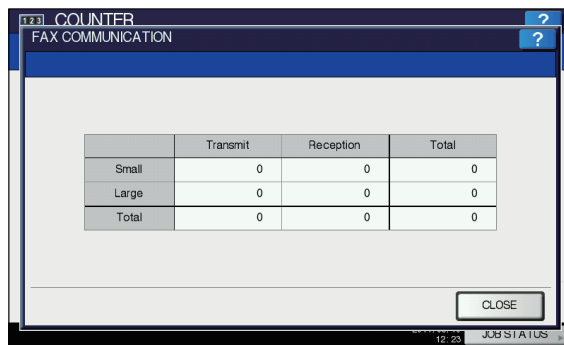 123 COUNTER ?
FAX COMMUNICATION ?
Transmit Reception Total
Small 0 0 0
Large 0 0 0
Total 0 0 0
CLOSE
12:23 JOB STATUS